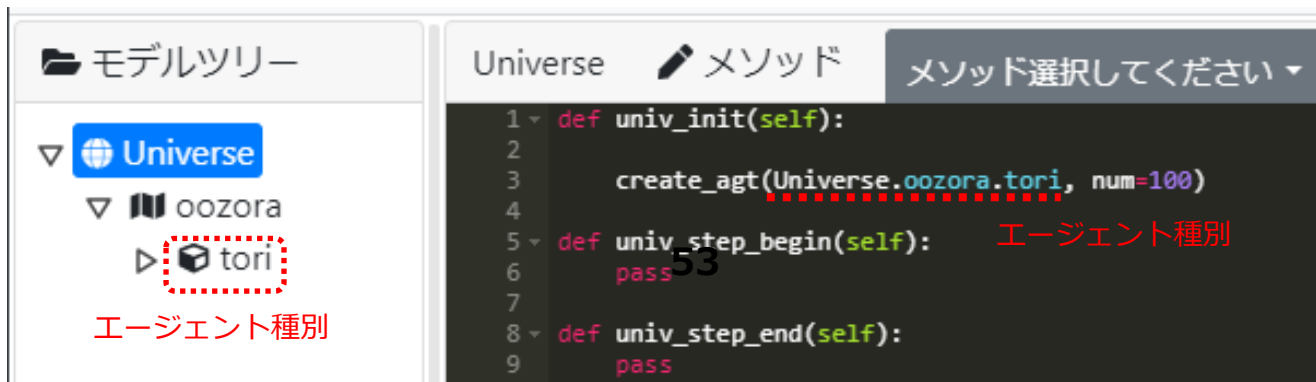 モデルツリー
Universe
oozora
tori
エージェント種別
Universe メソッド メソッド選択してください
1 def univ_init(self):
2
3 create_agt(Universe.oozora.tori, num=100)
4
エージェント種別
5 def univ_step_begin(self):
53
6 pass
7
8 def univ_step_end(self):
9 pass